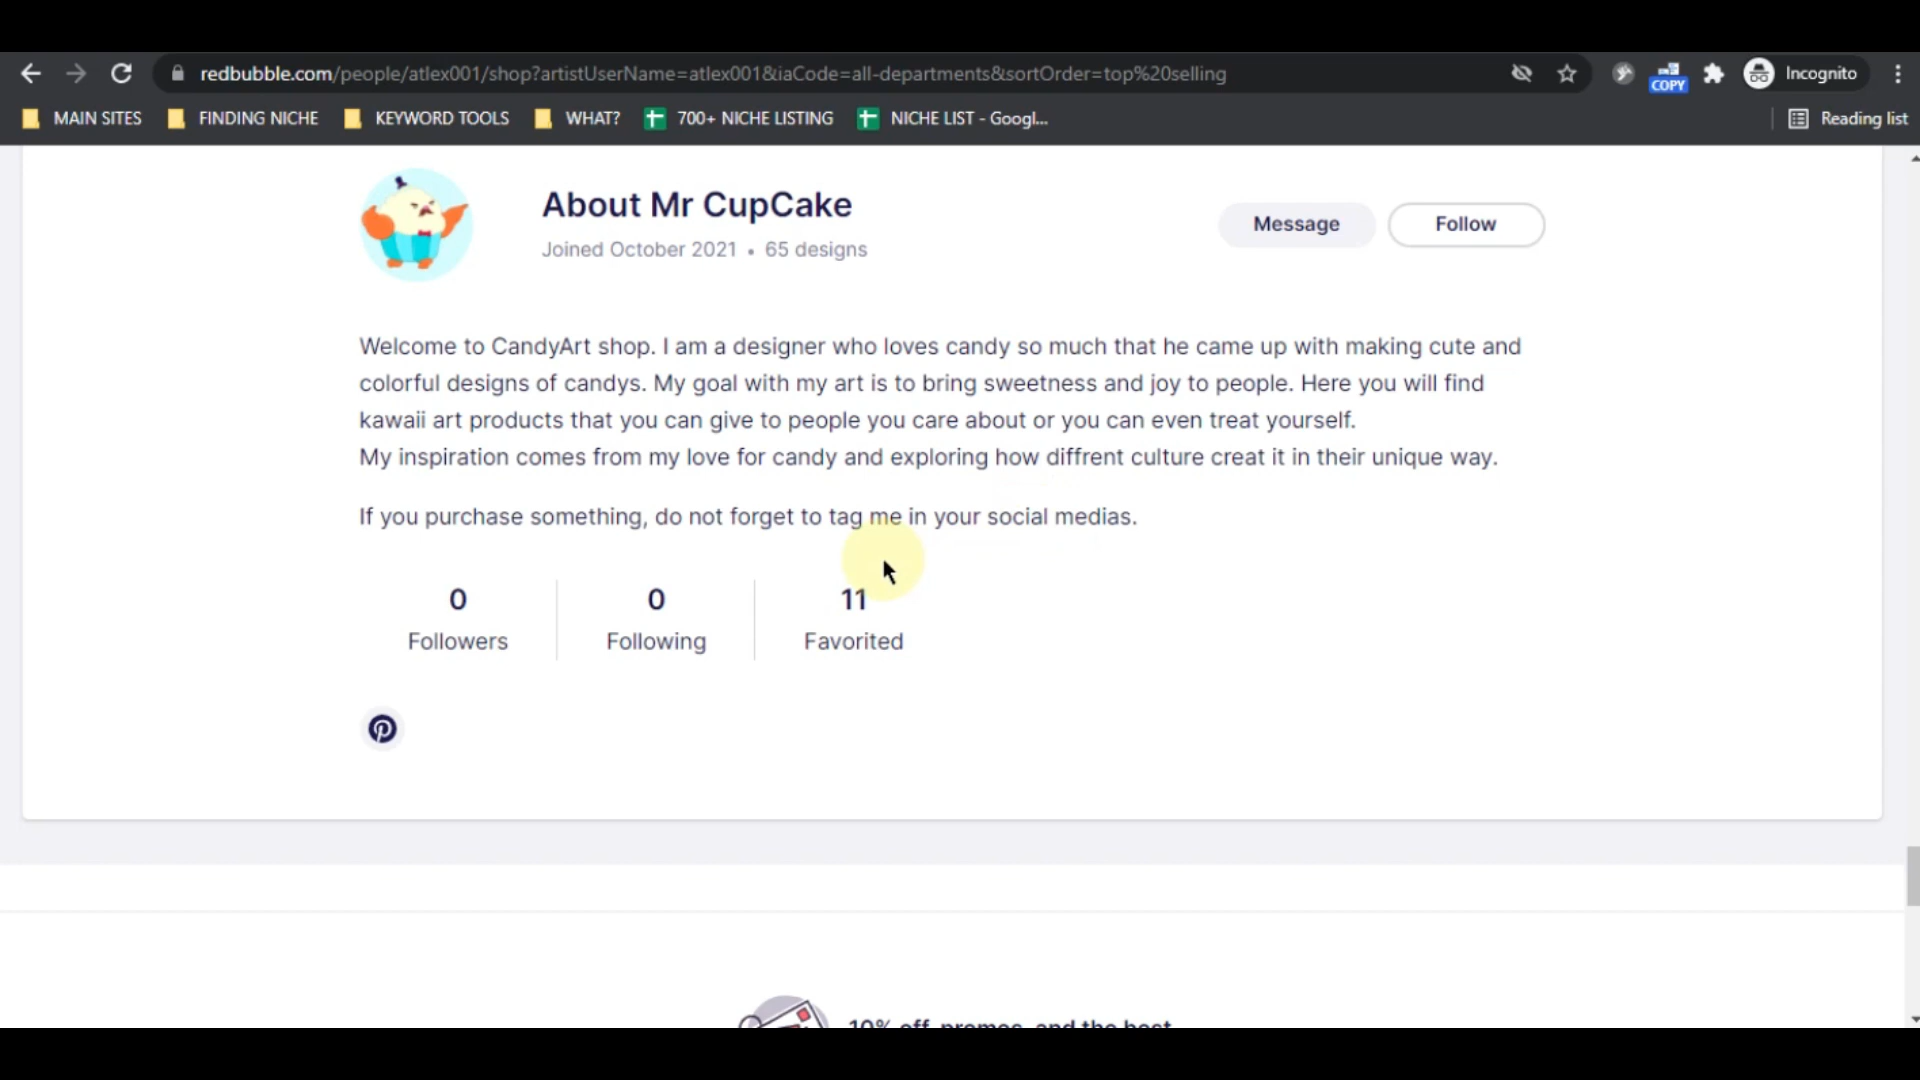 redbubble.com/people/atlex001/shop?artistUserName=atlex001&iaCode=all-departments&sortOrder=top%20selling
COPY
Incognito
MAIN SITES
FINDING NICHE
KEYWORD TOOLS
WHAT?
700+ NICHE LISTING
NICHE LIST - Googl...
Reading list
About Mr CupCake
Joined October 2021 • 65 designs
Message
Follow
Welcome to CandyArt shop. I am a designer who loves candy so much that he came up with making cute and
colorful designs of candys. My goal with my art is to bring sweetness and joy to people. Here you will find
kawaii art products that you can give to people you care about or you can even treat yourself.
My inspiration comes from my love for candy and exploring how diffrent culture creat it in their unique way.
If you purchase something, do not forget to tag me in your social medias.
0
Followers
0
Following
11
Favorited
10% off, promos, and the best